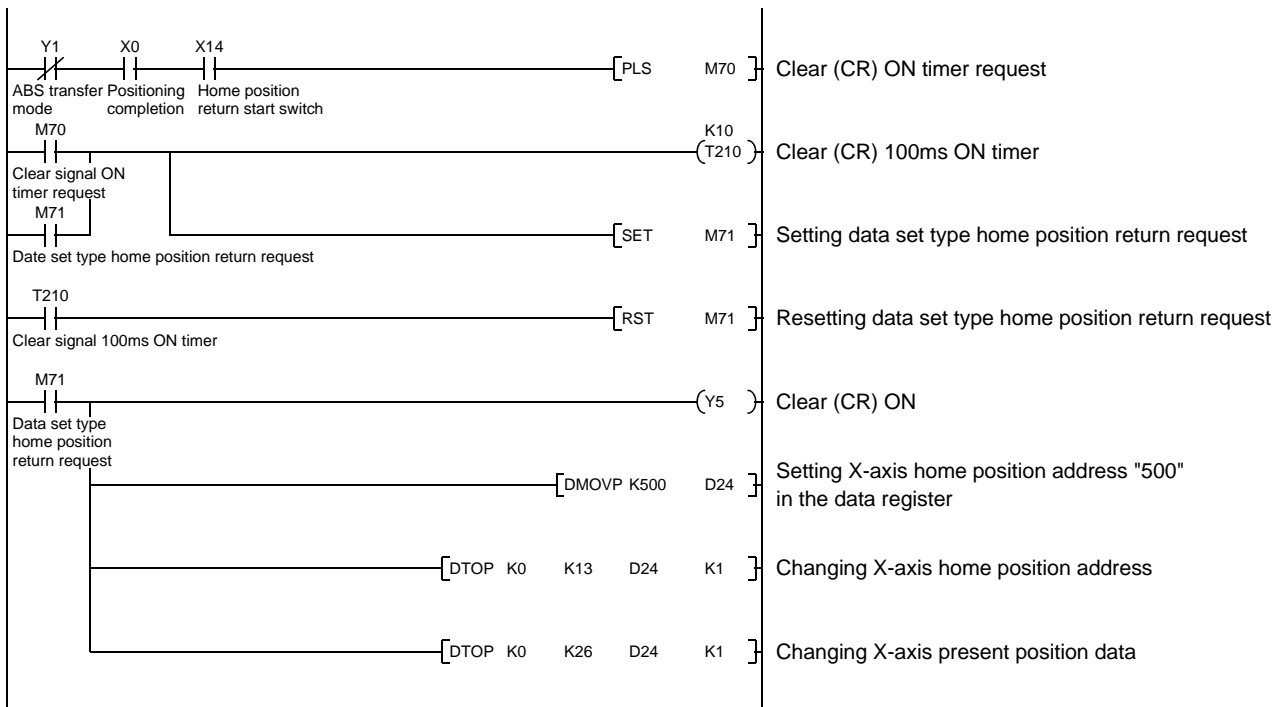 Y1 X0 X14
PLS M70 Clear (CR) ON timer request
ABS transfer mode
Positioning completion
Home position return start switch
M70 K10
T210 Clear (CR) 100ms ON timer
Clear signal ON
timer request
M71
SET M71 Setting data set type home position return request
Date set type home position return request
T210
RST M71 Resetting data set type home position return request
Clear signal 100ms ON timer
M71
Y5 Clear (CR) ON
Data set type
home position
return request
DMOVP K500 D24 Setting X-axis home position address "500"
in the data register
DTOP K0 K13 D24 K1 Changing X-axis home position address
DTOP K0 K26 D24 K1 Changing X-axis present position data